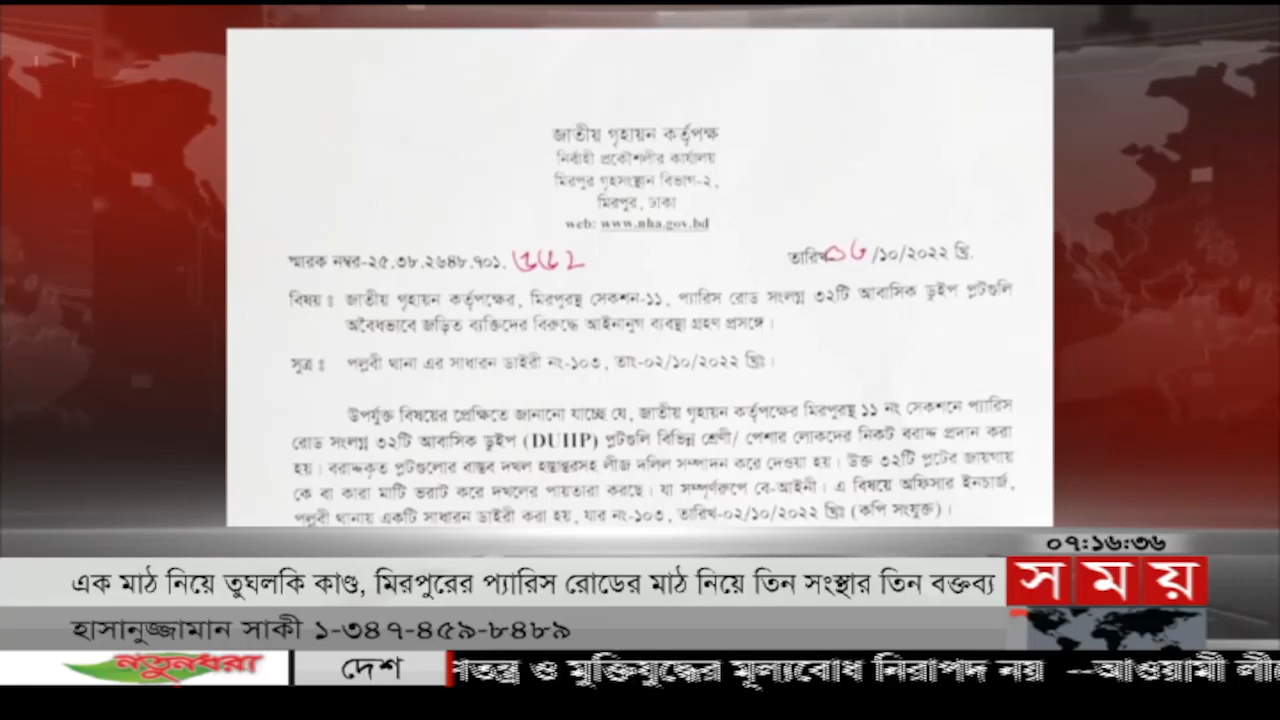 জাতীয় গৃহায়ন কর্তৃপক্ষ
নির্বাহী প্রকৌশলীর কার্যালয়
মিরপুর গৃহসংস্থান বিভাগ-২,
মিরপুর, ঢাকা
web: www.nha.gov.bd
স্মারক নম্বর-২৫.৩৮.২৬৪৮.৭০১. ৫৫২ তারিখ ০৬/১০/২০২২ খ্রি.
বিষয় ঃ জাতীয় গৃহায়ন কর্তৃপক্ষের, মিরপুরস্থ সেকশন-১১, প্যারিস রোড সংলগ্ন ৩২টি আবাসিক ডুইপ প্লটগুলি
অবৈধভাবে জড়িত ব্যক্তিদের বিরুদ্ধে আইনানুগ ব্যবস্থা গ্রহণ প্রসঙ্গে।
সুত্র ঃ পল্লবী থানা এর সাধারন ডাইরী নং-১০৩, তাং-০২/১০/২০২২ খ্রিঃ।
উপর্যুক্ত বিষয়ের প্রেক্ষিতে জানানো যাচ্ছে যে, জাতীয় গৃহায়ন কর্তৃপক্ষের মিরপুরস্থ ১১ নং সেকশনে প্যারিস
রোড সংলগ্ন ৩২টি আবাসিক ডুইপ (DUIIP) প্লটগুলি বিভিন্ন শ্রেণী/ পেশার লোকদের নিকট বরাদ্দ প্রদান করা
হয়। বরাদ্দকৃত প্লটগুলোর বাস্তব দখল হস্তান্তরসহ লীজ দলিল সম্পাদন করে দেওয়া হয়। উক্ত ৩২টি প্লটের জায়গায়
কে বা কারা মাটি ভরাট করে দখলের পায়তারা করছে। যা সম্পূর্ণরুপে বে-আইনী। এ বিষয়ে অফিসার ইনচার্জ,
পল্লবী থানায় একটি সাধারন ডাইরী করা হয়, যার নং-১০৩, তারিখ-০২/১০/২০২২ খ্রিঃ (কপি সংযুক্ত)।
০৭:১৬:৩৬
এক মাঠ নিয়ে তুঘলকি কাণ্ড, মিরপুরের প্যারিস রোডের মাঠ নিয়ে তিন সংস্থার তিন বক্তব্য
সময়
হাসানুজ্জামান সাকী ১-৩৪৭-৪৫৯-৮৪৮৯
নতুনধরা
দেশ
ণতন্ত্র ও মুক্তিযুদ্ধের মূল্যবোধ নিরাপদ নয় --আওয়ামী লী